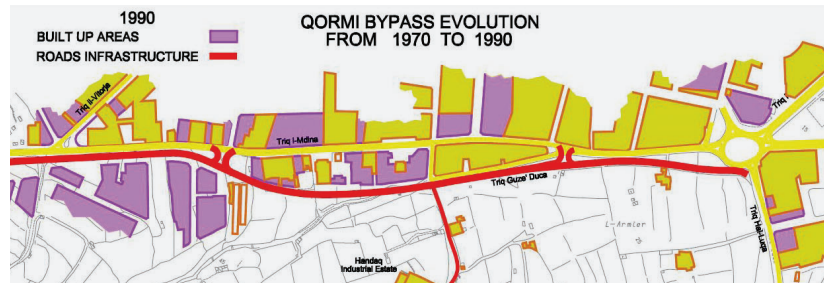 1990
BUILT UP AREAS
ROADS INFRASTRUCTURE
QORMI BYPASS EVOLUTION
FROM 1970 TO 1990
Triq il-Vitorja
Triq l-Mdina
Triq
Triq Guze' Duca
Triq Hal-Luqa
L-Armier
Handaq
Industrial Estate